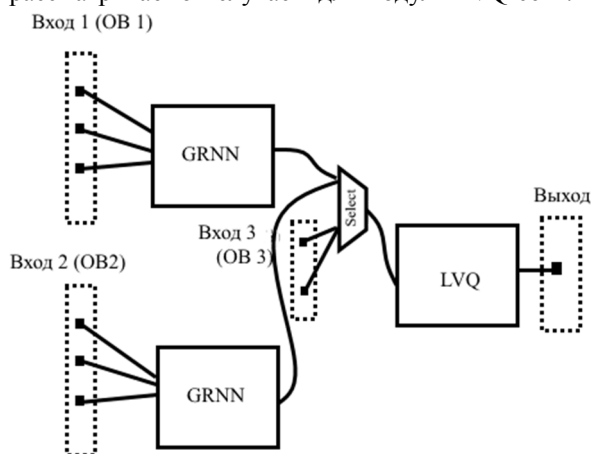 Вход 1 (ОВ 1)
GRNN
Select
Выход
Вход 3
(ОВ 3)
Вход 2 (ОВ2)
LVQ
GRNN